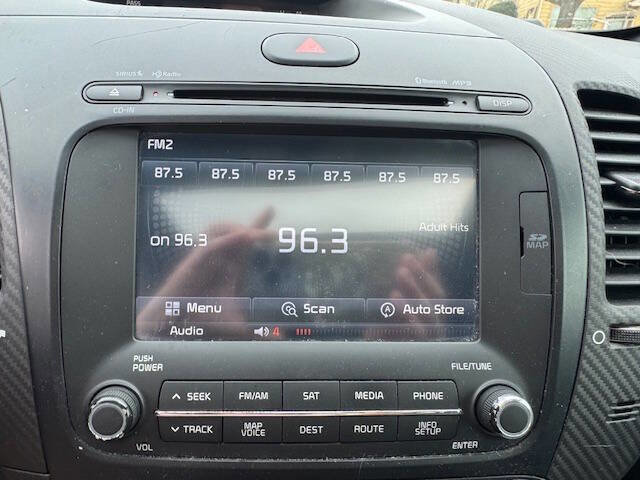 PASS
SIRIUS HD Radio
Bluetooth MP3
CD-IN
DISP
FM2
87.5 87.5 87.5 87.5 87.5 87.5
Adult Hits
on 96.3 96.3
SD
MAP
Menu Scan Auto Store
Audio 4
PUSH
POWER
FILE/TUNE
SEEK FM/AM SAT MEDIA PHONE
TRACK MAP VOICE DEST ROUTE INFO SETUP
VOL
ENTER